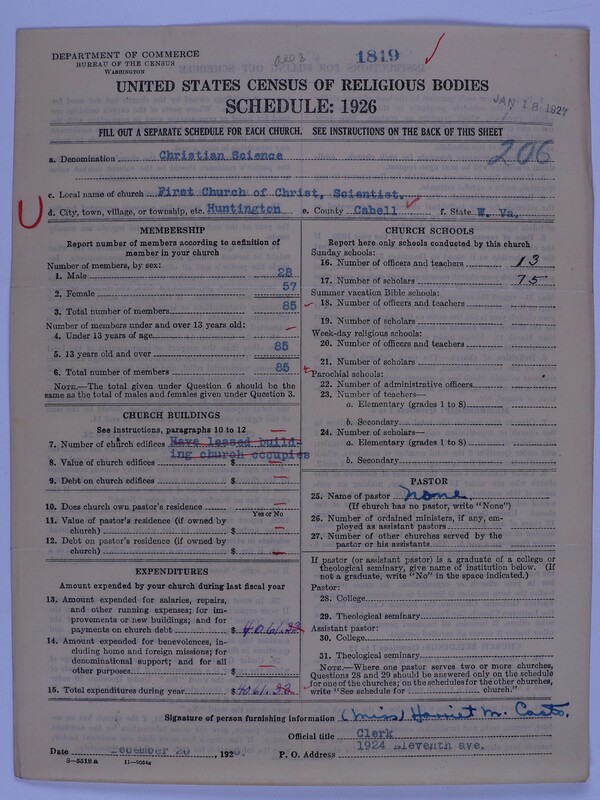 DEPARTMENT OF COMMERCE
BUREAU OF THE CENSUS
WASHINGTON
1819
JAN 18 1927
UNITED STATES CENSUS OF RELIGIOUS BODIES
SCHEDULE: 1926
FILL OUT A SEPARATE SCHEDULE FOR EACH CHURCH. SEE INSTRUCTIONS ON THE BACK OF THIS SHEET
206
a. Denomination Christian Science
c. Local name of church First Church of Christ, Scientist.
d. City, town, village, or township, etc. Huntington e. County Cabell f. State W. Va.
MEMBERSHIP
Report number of members according to definition of
member in your church
Number of members, by sex:
1. Male 28
2. Female 57
3. Total number of members 85
Number of members under and over 13 years old:
4. Under 13 years of age —
5. 13 years old and over 85
6. Total number of members 85
NOTE.—The total given under Question 6 should be the
same as the total of males and females given under Question 3.
CHURCH BUILDINGS
See instructions, paragraphs 10 to 12
7. Number of church edifices Have leased build-
ing church occupies
8. Value of church edifices $ —
9. Debt on church edifices $ —
10. Does church own pastor's residence —
Yes or No
11. Value of pastor's residence (if owned by
church) $ —
12. Debt on pastor's residence (if owned by
church) $ —
EXPENDITURES
Amount expended by your church during last fiscal year
13. Amount expended for salaries, repairs,
and other running expenses; for im-
provements or new buildings; and for
payments on church debt $ 4061.32
14. Amount expended for benevolences, in-
cluding home and foreign missions; for
denominational support; and for all
other purposes $ —
15. Total expenditures during year $ 4061.32
CHURCH SCHOOLS
Report here only schools conducted by this church
Sunday schools:
16. Number of officers and teachers 13
17. Number of scholars 75
Summer vacation Bible schools:
18. Number of officers and teachers
19. Number of scholars
Week-day religious schools:
20. Number of officers and teachers
21. Number of scholars
Parochial schools:
22. Number of administrative officers
23. Number of teachers—
a. Elementary (grades 1 to 8)
b. Secondary
24. Number of scholars—
a. Elementary (grades 1 to 8)
b. Secondary
PASTOR
25. Name of pastor none
(If church has no pastor, write "None")
26. Number of ordained ministers, if any, em-
ployed as assistant pastors
27. Number of other churches served by the
pastor or his assistants
If pastor (or assistant pastor) is a graduate of a college or
theological seminary, give name of institution below. (If
not a graduate, write "No" in the space indicated.)
Pastor:
28. College
29. Theological seminary
Assistant pastor:
30. College
31. Theological seminary
NOTE.—Where one pastor serves two or more churches,
Questions 28 and 29 should be answered only on the schedule
for one of the churches; on the schedules for the other churches,
write "See schedule for church."
Signature of person furnishing information (Miss) Harriet M. Casto.
Official title Clerk
Date December 20, 1926. P. O. Address 1924 Eleventh ave.
S—5518 a